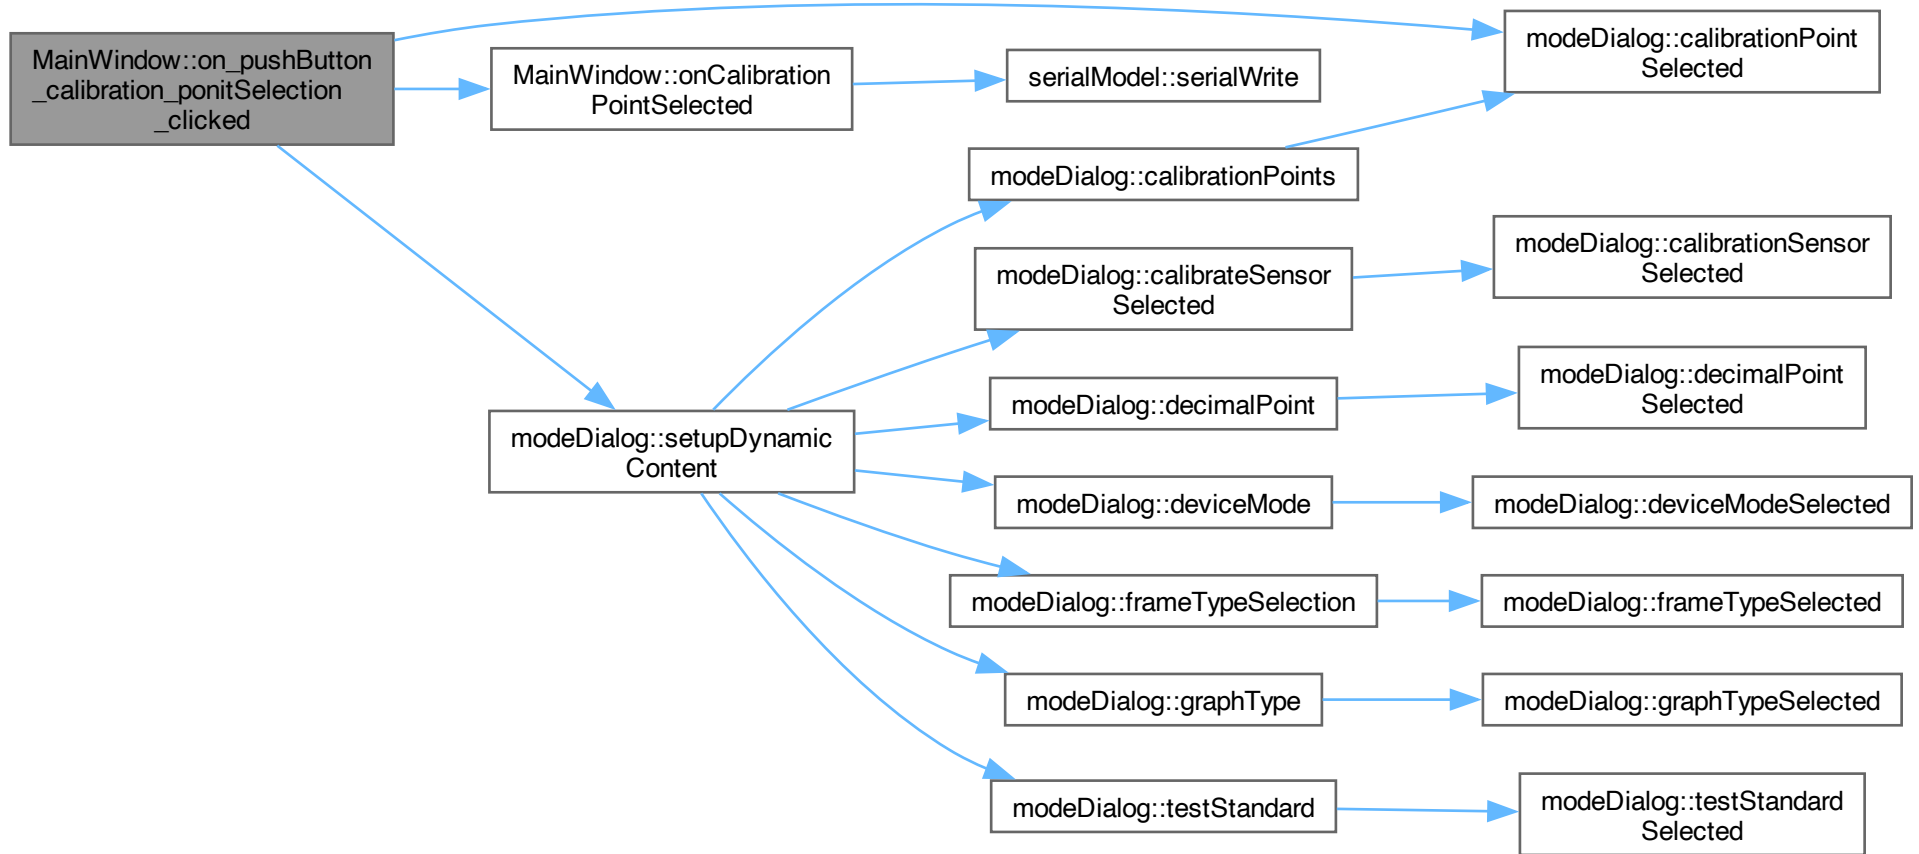 MainWindow::on_pushButton
_calibration_ponitSelection
_clicked
MainWindow::onCalibration
PointSelected
serialModel::serialWrite
modeDialog::calibrationPoint
Selected
modeDialog::calibrationPoints
modeDialog::calibrateSensor
Selected
modeDialog::calibrationSensor
Selected
modeDialog::setupDynamic
Content
modeDialog::decimalPoint
modeDialog::decimalPoint
Selected
modeDialog::deviceMode
modeDialog::deviceModeSelected
modeDialog::frameTypeSelection
modeDialog::frameTypeSelected
modeDialog::graphType
modeDialog::graphTypeSelected
modeDialog::testStandard
modeDialog::testStandard
Selected